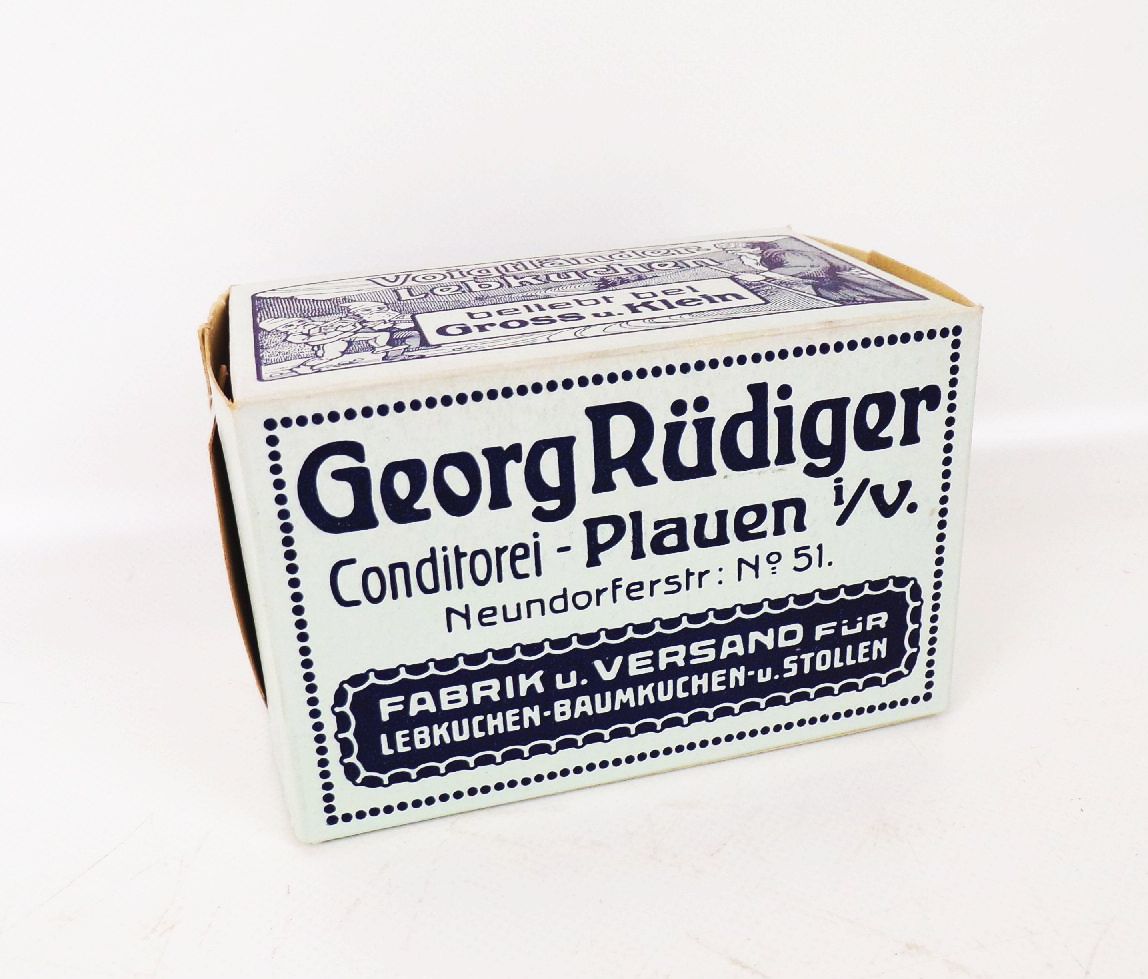 Voigtländer
Lebkuchen
beliebt bei
Gross u. Klein
Georg Rüdiger
Conditorei - Plauen i/V.
Neundorferstr: No 51.
FABRIK u. VERSAND FÜR
LEBKUCHEN-BAUMKUCHEN-u. STOLLEN